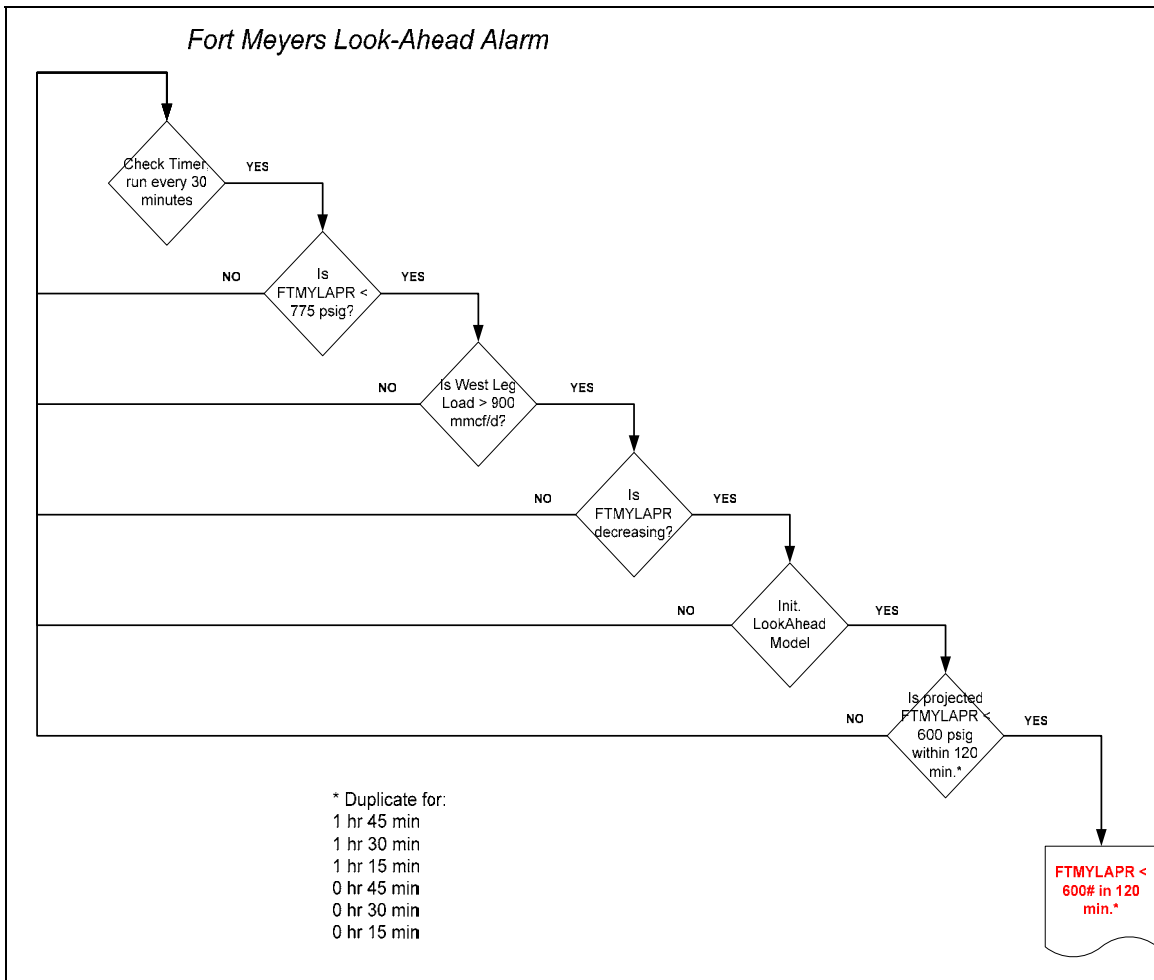 Fort Meyers Look-Ahead Alarm
Check Timer,
run every 30
minutes
YES
Is
FTMYLAPR <
775 psig?
NO
YES
Is West Leg
Load > 900
mmcf/d?
NO
YES
Is
FTMYLAPR
decreasing?
NO
YES
Init.
LookAhead
Model
NO
YES
Is projected
FTMYLAPR <
600 psig
within 120
min.*
NO
YES
* Duplicate for:
1 hr 45 min
1 hr 30 min
1 hr 15 min
0 hr 45 min
0 hr 30 min
0 hr 15 min
FTMYLAPR <
600# in 120
min.*